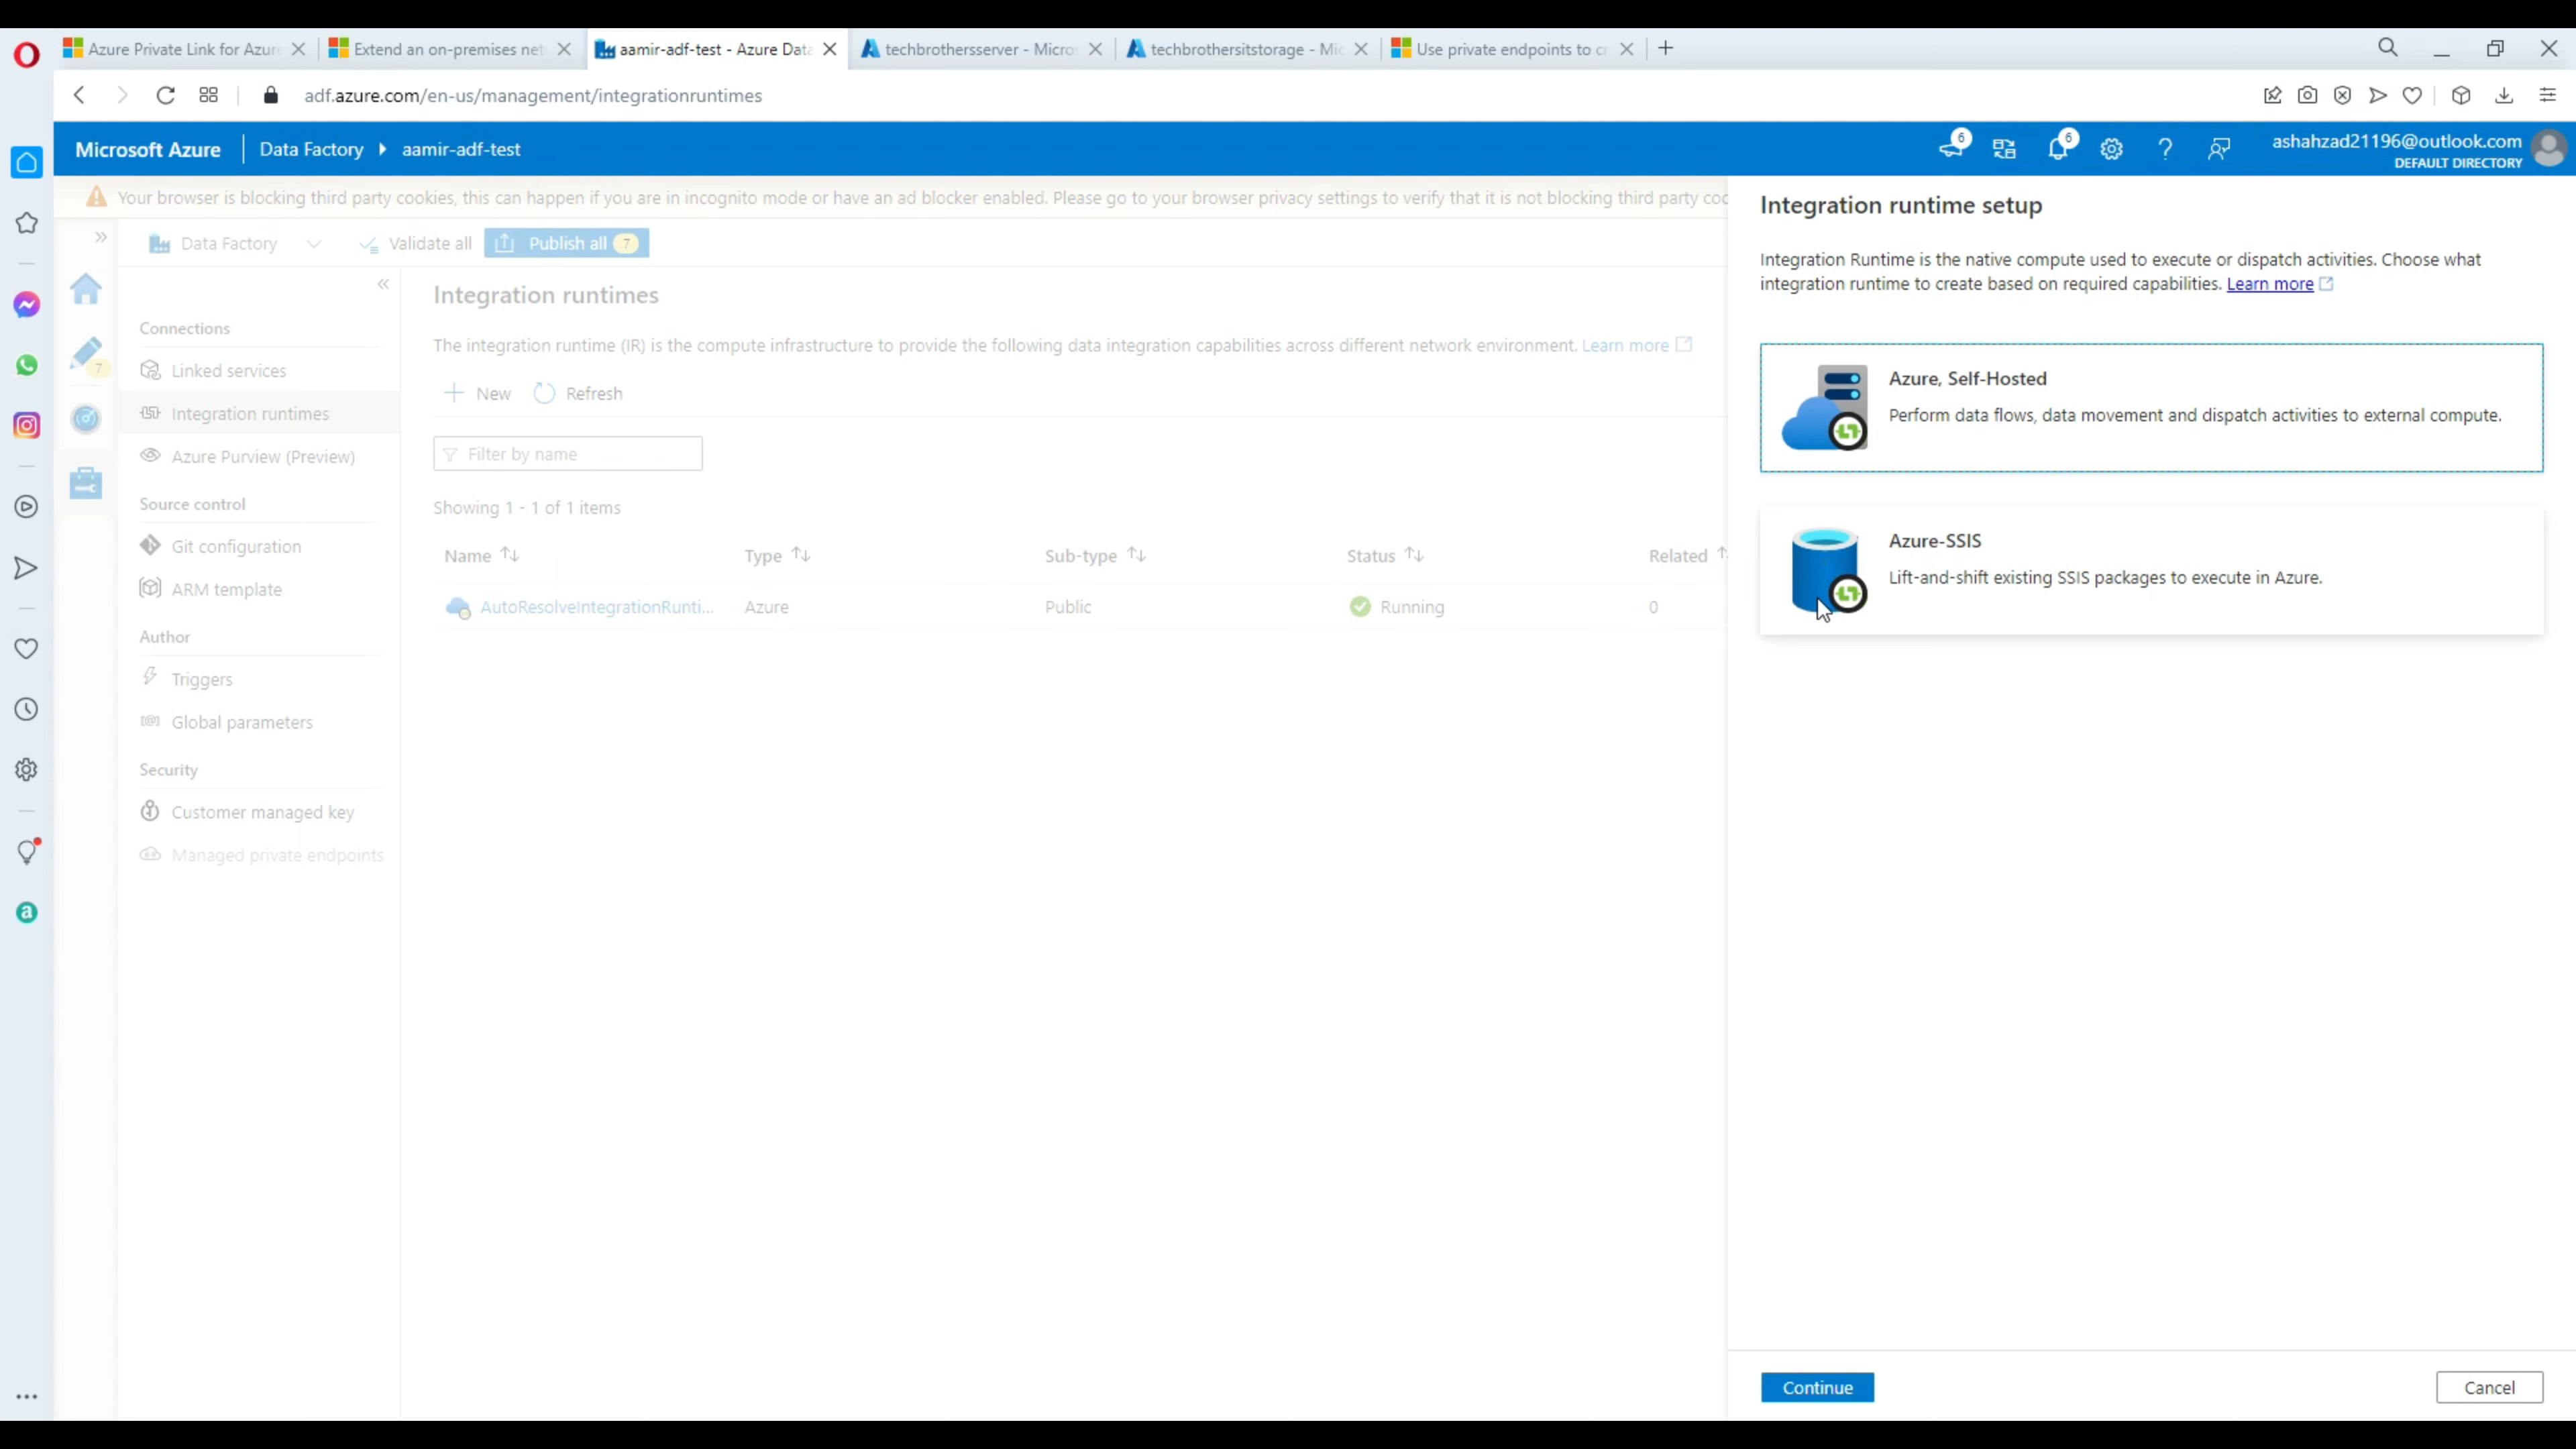 Azure Private Link for Azure
Extend an on-premises net
aamir-adf-test - Azure Data
techbrothersserver - Micro
techbrothersitstorage - Mic
Use private endpoints to cr
adf.azure.com/en-us/management/integrationruntimes
Microsoft Azure
Data Factory
aamir-adf-test
6
6
ashahzad21196@outlook.com
DEFAULT DIRECTORY
Your browser is blocking third party cookies, this can happen if you are in incognito mode or have an ad blocker enabled. Please go to your browser privacy settings to verify that it is not blocking third party coo
Data Factory
Validate all
Publish all 7
7
Connections
Linked services
Integration runtimes
Azure Purview (Preview)
Source control
Git configuration
ARM template
Author
Triggers
Global parameters
Security
Customer managed key
Managed private endpoints
Integration runtimes
The integration runtime (IR) is the compute infrastructure to provide the following data integration capabilities across different network environment. Learn more
New
Refresh
Filter by name
Showing 1 - 1 of 1 items
Name Type Sub-type Status Related
AutoResolveIntegrationRunti... Azure Public Running 0
Integration runtime setup
Integration Runtime is the native compute used to execute or dispatch activities. Choose what
integration runtime to create based on required capabilities. Learn more
Azure, Self-Hosted
Perform data flows, data movement and dispatch activities to external compute.
Azure-SSIS
Lift-and-shift existing SSIS packages to execute in Azure.
Continue
Cancel